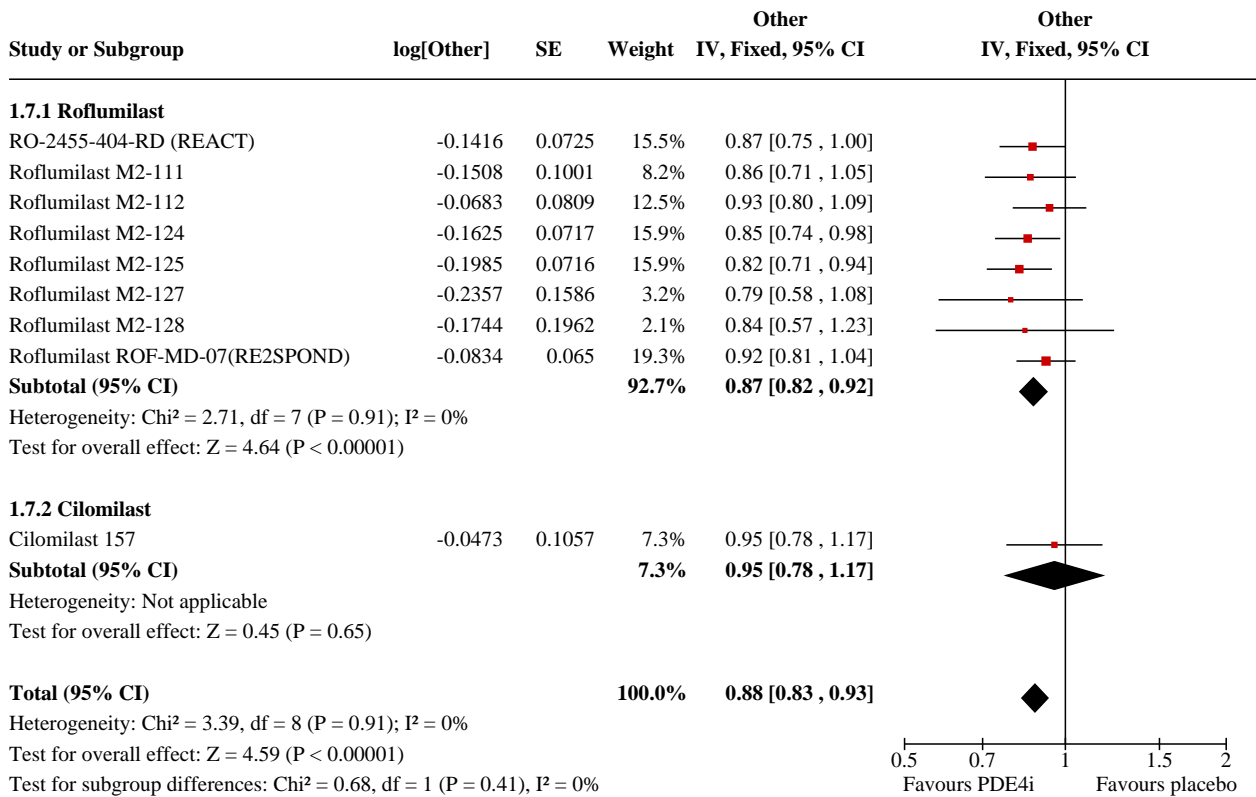 Other Other
Study or Subgroup log[Other] SE Weight IV, Fixed, 95% CI IV, Fixed, 95% CI
1.7.1 Roflumilast
RO-2455-404-RD (REACT) -0.1416 0.0725 15.5% 0.87 [0.75 , 1.00]
Roflumilast M2-111 -0.1508 0.1001 8.2% 0.86 [0.71 , 1.05]
Roflumilast M2-112 -0.0683 0.0809 12.5% 0.93 [0.80 , 1.09]
Roflumilast M2-124 -0.1625 0.0717 15.9% 0.85 [0.74 , 0.98]
Roflumilast M2-125 -0.1985 0.0716 15.9% 0.82 [0.71 , 0.94]
Roflumilast M2-127 -0.2357 0.1586 3.2% 0.79 [0.58 , 1.08]
Roflumilast M2-128 -0.1744 0.1962 2.1% 0.84 [0.57 , 1.23]
Roflumilast ROF-MD-07(RE2SPOND) -0.0834 0.065 19.3% 0.92 [0.81 , 1.04]
Subtotal (95% CI) 92.7% 0.87 [0.82 , 0.92]
Heterogeneity: Chi² = 2.71, df = 7 (P = 0.91); I² = 0%
Test for overall effect: Z = 4.64 (P < 0.00001)
1.7.2 Cilomilast
Cilomilast 157 -0.0473 0.1057 7.3% 0.95 [0.78 , 1.17]
Subtotal (95% CI) 7.3% 0.95 [0.78 , 1.17]
Heterogeneity: Not applicable
Test for overall effect: Z = 0.45 (P = 0.65)
Total (95% CI) 100.0% 0.88 [0.83 , 0.93]
Heterogeneity: Chi² = 3.39, df = 8 (P = 0.91); I² = 0%
Test for overall effect: Z = 4.59 (P < 0.00001)
Test for subgroup differences: Chi² = 0.68, df = 1 (P = 0.41), I² = 0%
0.5 0.7 1 1.5 2
Favours PDE4i Favours placebo